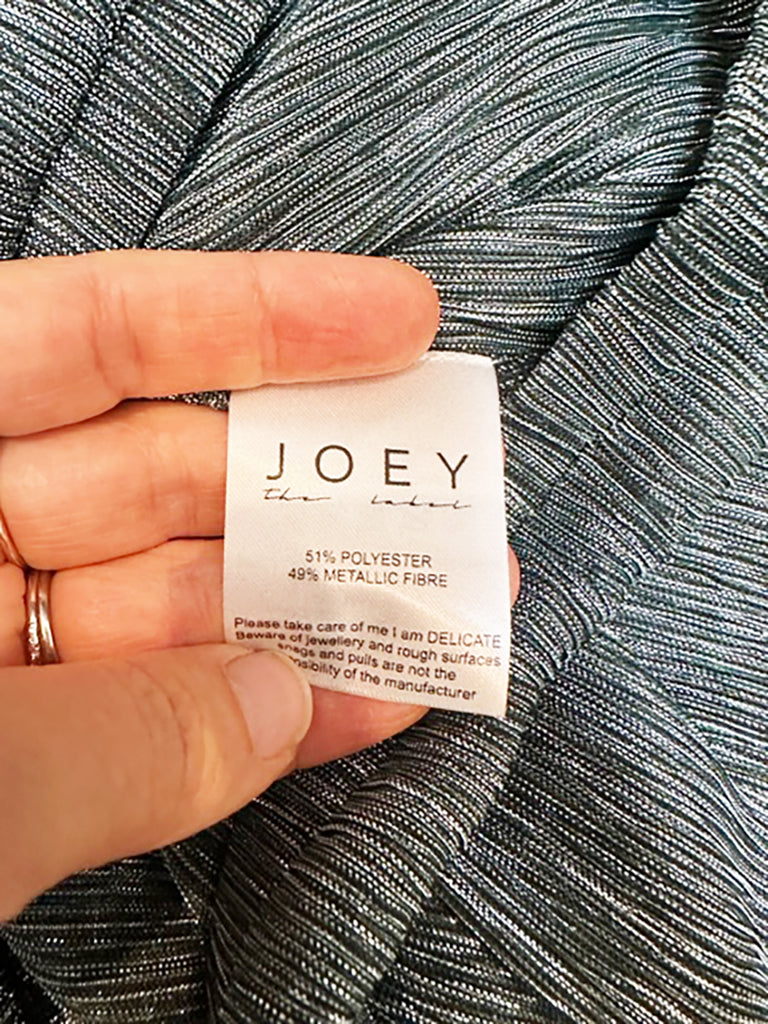 JOEY
the label
51% POLYESTER
49% METALLIC FIBRE
Please take care of me I am DELICATE
Beware of jewellery and rough surfaces
snags and pulls are not the
of the manufacturer